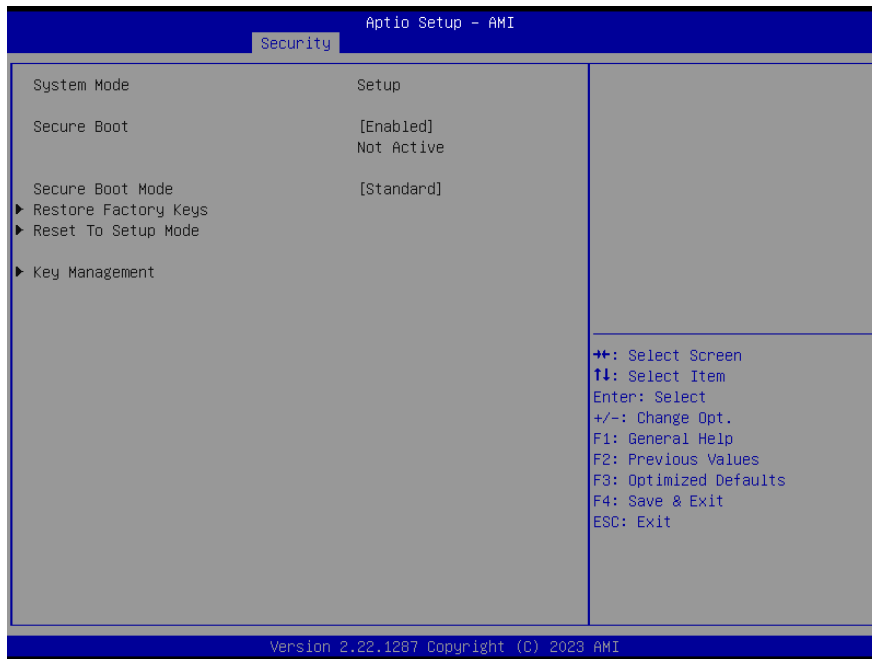 Aptio Setup – AMI
Security
System Mode Setup
Secure Boot [Enabled]
Not Active
Secure Boot Mode [Standard]
▶ Restore Factory Keys
▶ Reset To Setup Mode
▶ Key Management
→←: Select Screen
↑↓: Select Item
Enter: Select
+/-: Change Opt.
F1: General Help
F2: Previous Values
F3: Optimized Defaults
F4: Save & Exit
ESC: Exit
Version 2.22.1287 Copyright (C) 2023 AMI